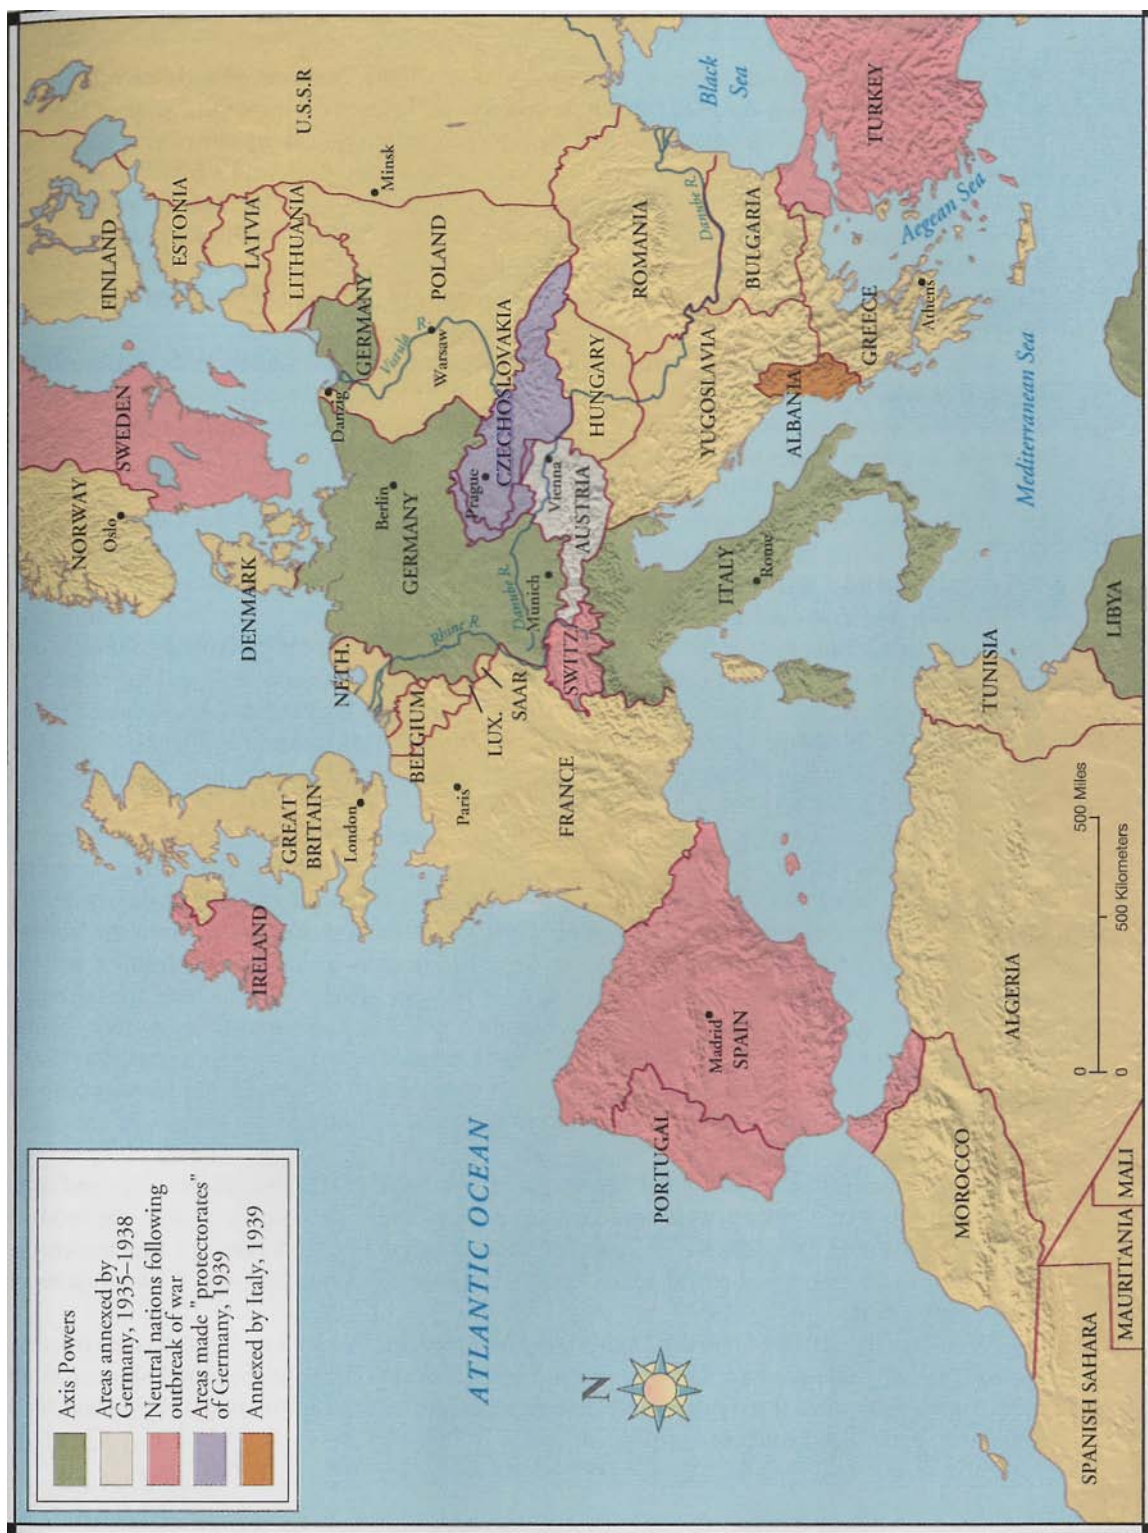 Axis Powers
Areas annexed by
Germany, 1935–1938
Neutral nations following
outbreak of war
Areas made "protectorates"
of Germany, 1939
Annexed by Italy, 1939
N
ATLANTIC OCEAN
NORWAY
Oslo
SWEDEN
FINLAND
ESTONIA
LATVIA
LITHUANIA
U.S.S.R
Minsk
DENMARK
IRELAND
GREAT
BRITAIN
London
NETH.
BELGIUM
LUX.
SAAR
Paris
FRANCE
Rhine R.
GERMANY
Berlin
Danube R.
Munich
Danzig
GERMANY
Vistula R.
Warsaw
POLAND
Prague
CZECHOSLOVAKIA
Vienna
AUSTRIA
SWITZ.
HUNGARY
ROMANIA
Danube R.
BULGARIA
YUGOSLAVIA
ALBANIA
GREECE
Athens
Aegean Sea
Black
Sea
TURKEY
ITALY
Rome
Mediterranean Sea
PORTUGAL
Madrid
SPAIN
MOROCCO
ALGERIA
TUNISIA
LIBYA
SPANISH SAHARA
MAURITANIA
MALI
0
500 Miles
0
500 Kilometers